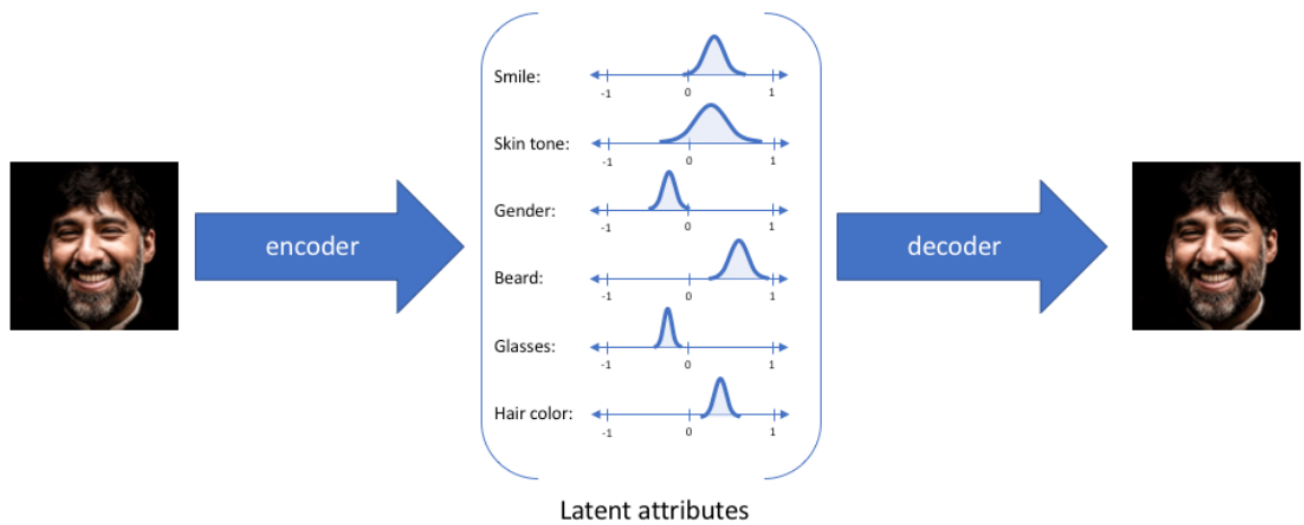 Smile:
-1 0 1
Skin tone:
-1 0 1
Gender:
-1 0 1
Beard:
-1 0 1
Glasses:
-1 0 1
Hair color:
-1 0 1
encoder
decoder
Latent attributes